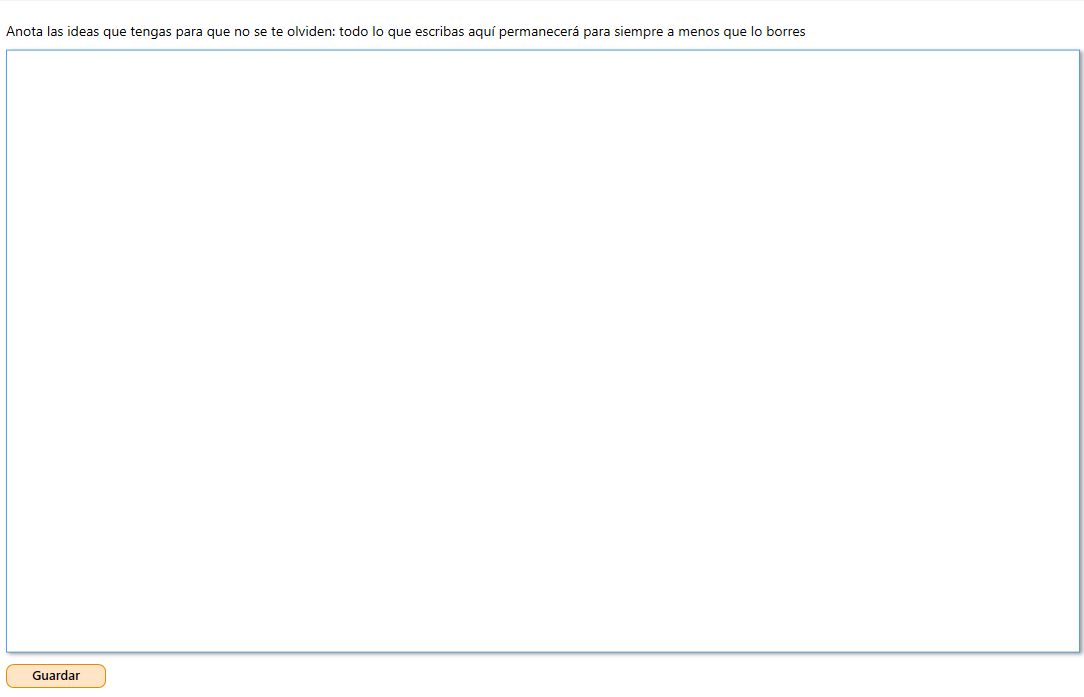 Anota las ideas que tengas para que no se te olviden: todo lo que escribas aquí permanecerá para siempre a menos que lo borres
Guardar